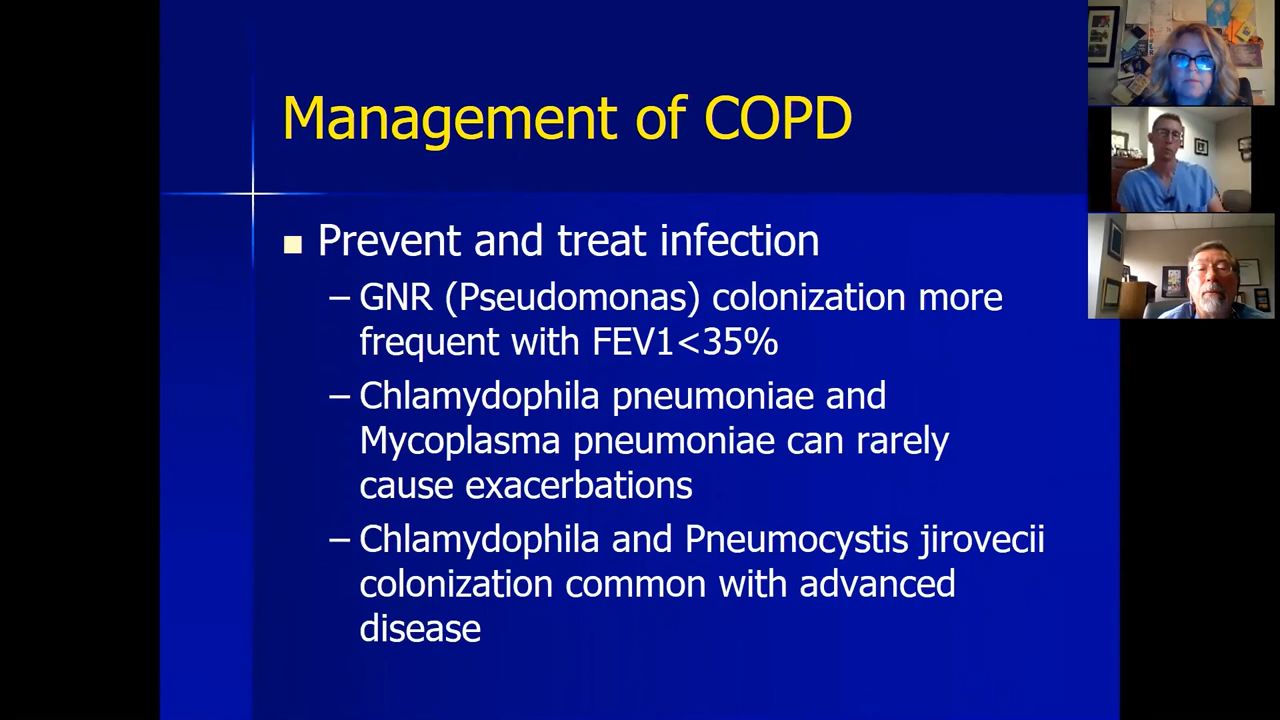 Management of COPD
Prevent and treat infection
– GNR (Pseudomonas) colonization more
frequent with FEV1<35%
– Chlamydophila pneumoniae and
Mycoplasma pneumoniae can rarely
cause exacerbations
– Chlamydophila and Pneumocystis jirovecii
colonization common with advanced
disease